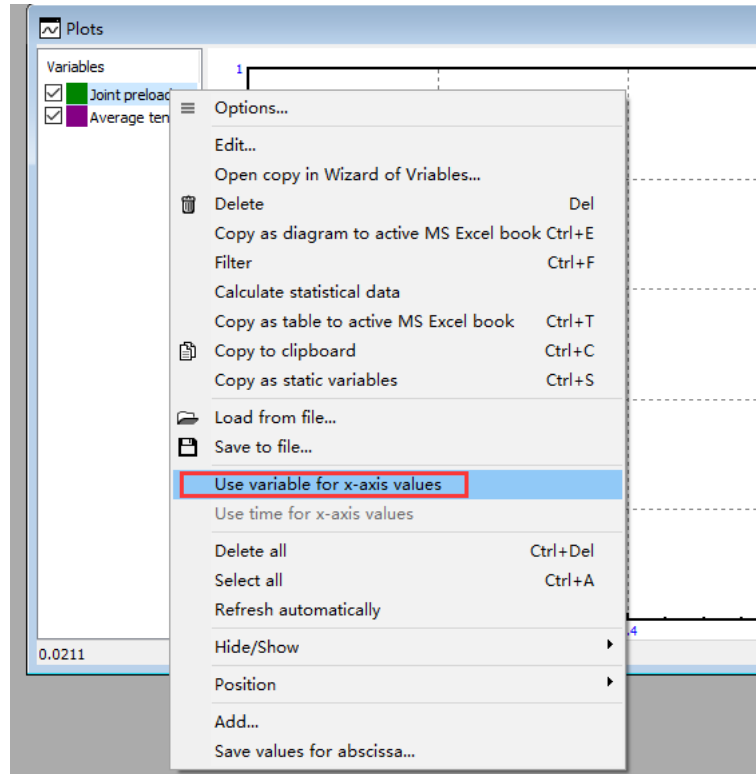 Plots
Variables
Joint preload
Average ten
1
Options...
Edit...
Open copy in Wizard of Vriables...
Delete Del
Copy as diagram to active MS Excel book Ctrl+E
Filter Ctrl+F
Calculate statistical data
Copy as table to active MS Excel book Ctrl+T
Copy to clipboard Ctrl+C
Copy as static variables Ctrl+S
Load from file...
Save to file...
Use variable for x-axis values
Use time for x-axis values
Delete all Ctrl+Del
Select all Ctrl+A
Refresh automatically
Hide/Show
Position
Add...
Save values for abscissa...
.4
0.0211